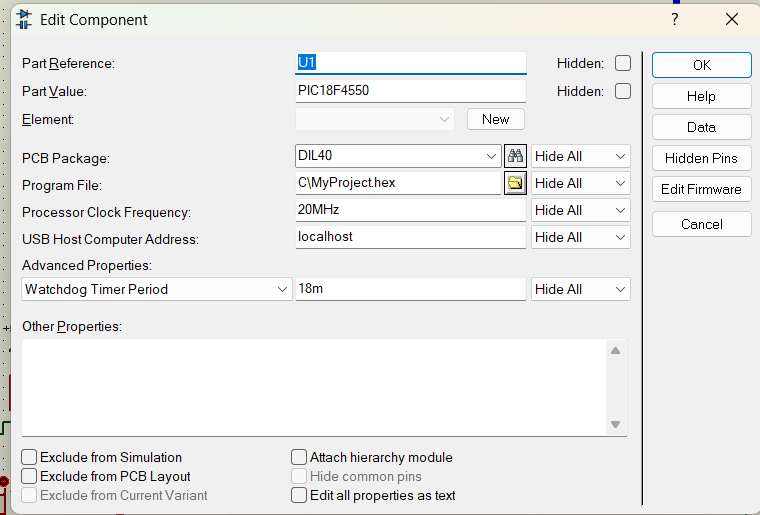 Edit Component ? X
Part Reference: U1 Hidden: OK
Part Value: PIC18F4550 Hidden: Help
Element: New Data
PCB Package: DIL40 Hide All Hidden Pins
Program File: C\MyProject.hex Hide All Edit Firmware
Processor Clock Frequency: 20MHz Hide All
USB Host Computer Address: localhost Hide All Cancel
Advanced Properties:
Watchdog Timer Period 18m Hide All
Other Properties:
Exclude from Simulation Attach hierarchy module
Exclude from PCB Layout Hide common pins
Exclude from Current Variant Edit all properties as text